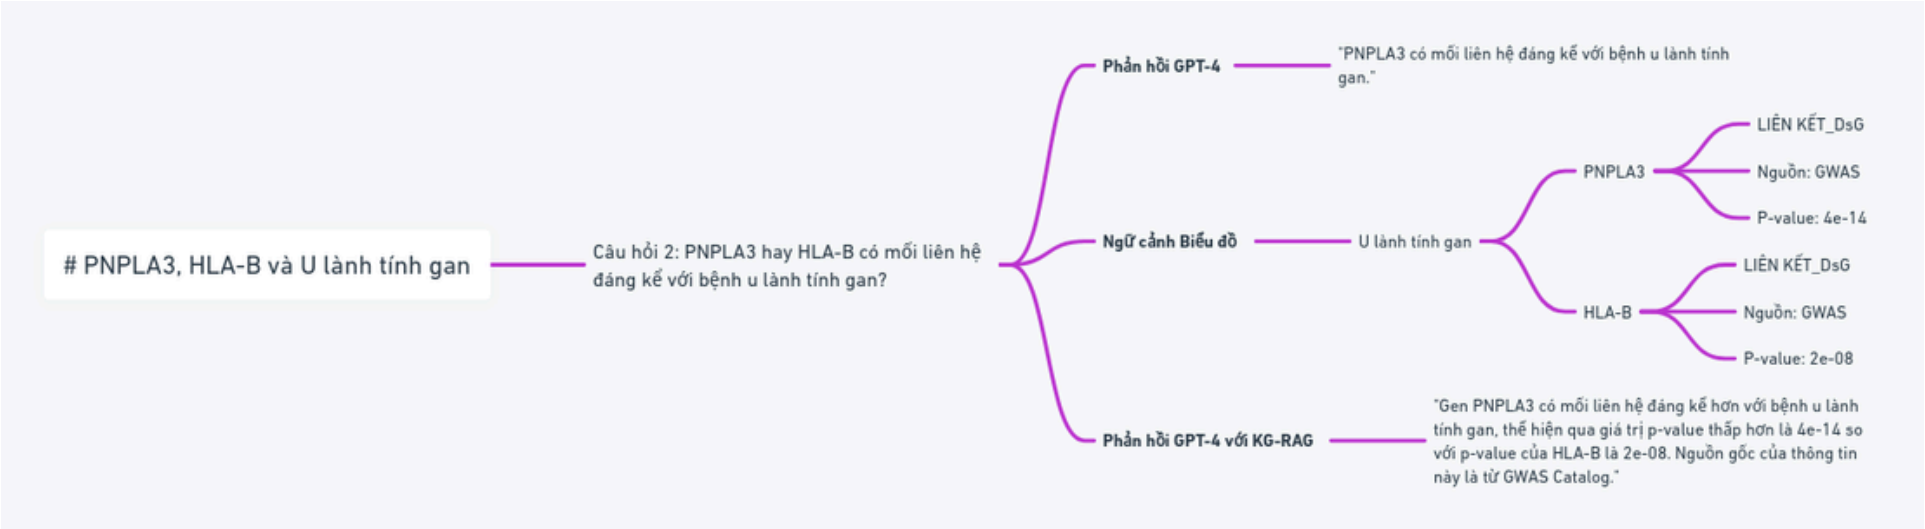 # PNPLA3, HLA-B và U lành tính gan
Câu hỏi 2: PNPLA3 hay HLA-B có mối liên hệ
đáng kể với bệnh u lành tính gan?
Phản hồi GPT-4
"PNPLA3 có mối liên hệ đáng kể với bệnh u lành tính
gan."
Ngữ cảnh Biểu đồ
U lành tính gan
PNPLA3
LIÊN KẾT_DsG
Nguồn: GWAS
P-value: 4e-14
HLA-B
LIÊN KẾT_DsG
Nguồn: GWAS
P-value: 2e-08
Phản hồi GPT-4 với KG-RAG
"Gen PNPLA3 có mối liên hệ đáng kể hơn với bệnh u lành
tính gan, thể hiện qua giá trị p-value thấp hơn là 4e-14 so
với p-value của HLA-B là 2e-08. Nguồn gốc của thông tin
này là từ GWAS Catalog."